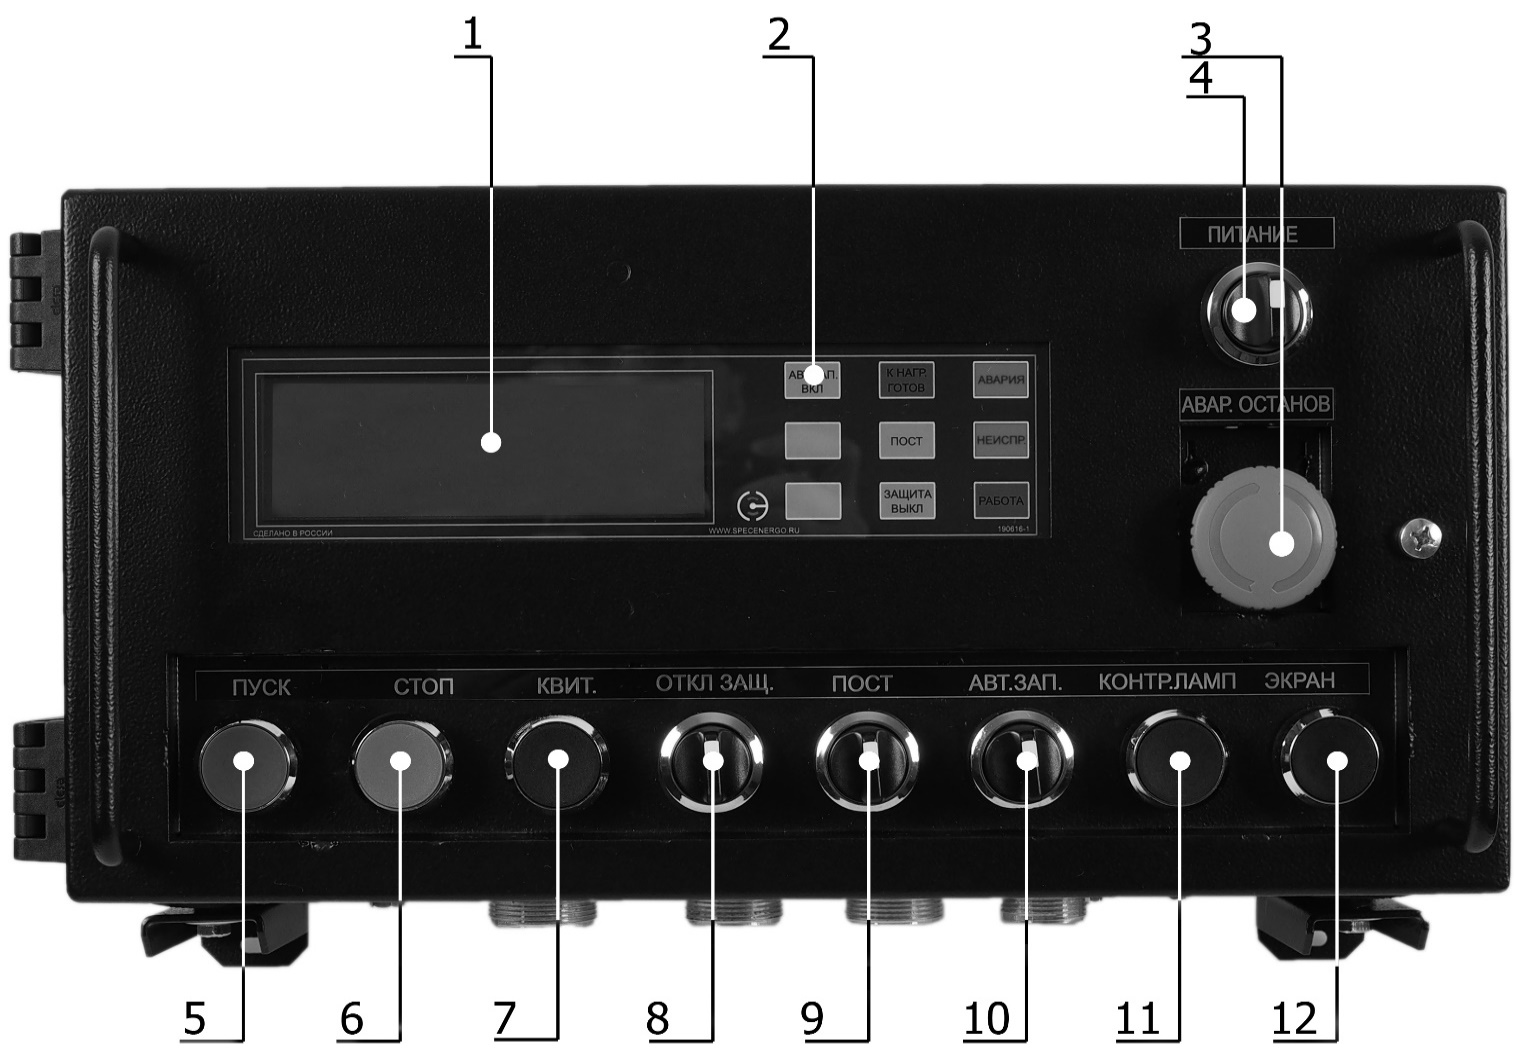 1
2
3
4
ПИТАНИЕ
АВТ.ЗАП.
ВКЛ
К НАГР.
ГОТОВ
АВАРИЯ
АВАР. ОСТАНОВ
ПОСТ
НЕИСПР.
ЗАЩИТА
ВЫКЛ
РАБОТА
СДЕЛАНО В РОССИИ
WWW.SPECENERGO.RU
190616-1
ПУСК
СТОП
КВИТ.
ОТКЛ ЗАЩ.
ПОСТ
АВТ.ЗАП.
КОНТР.ЛАМП
ЭКРАН
5
6
7
8
9
10
11
12